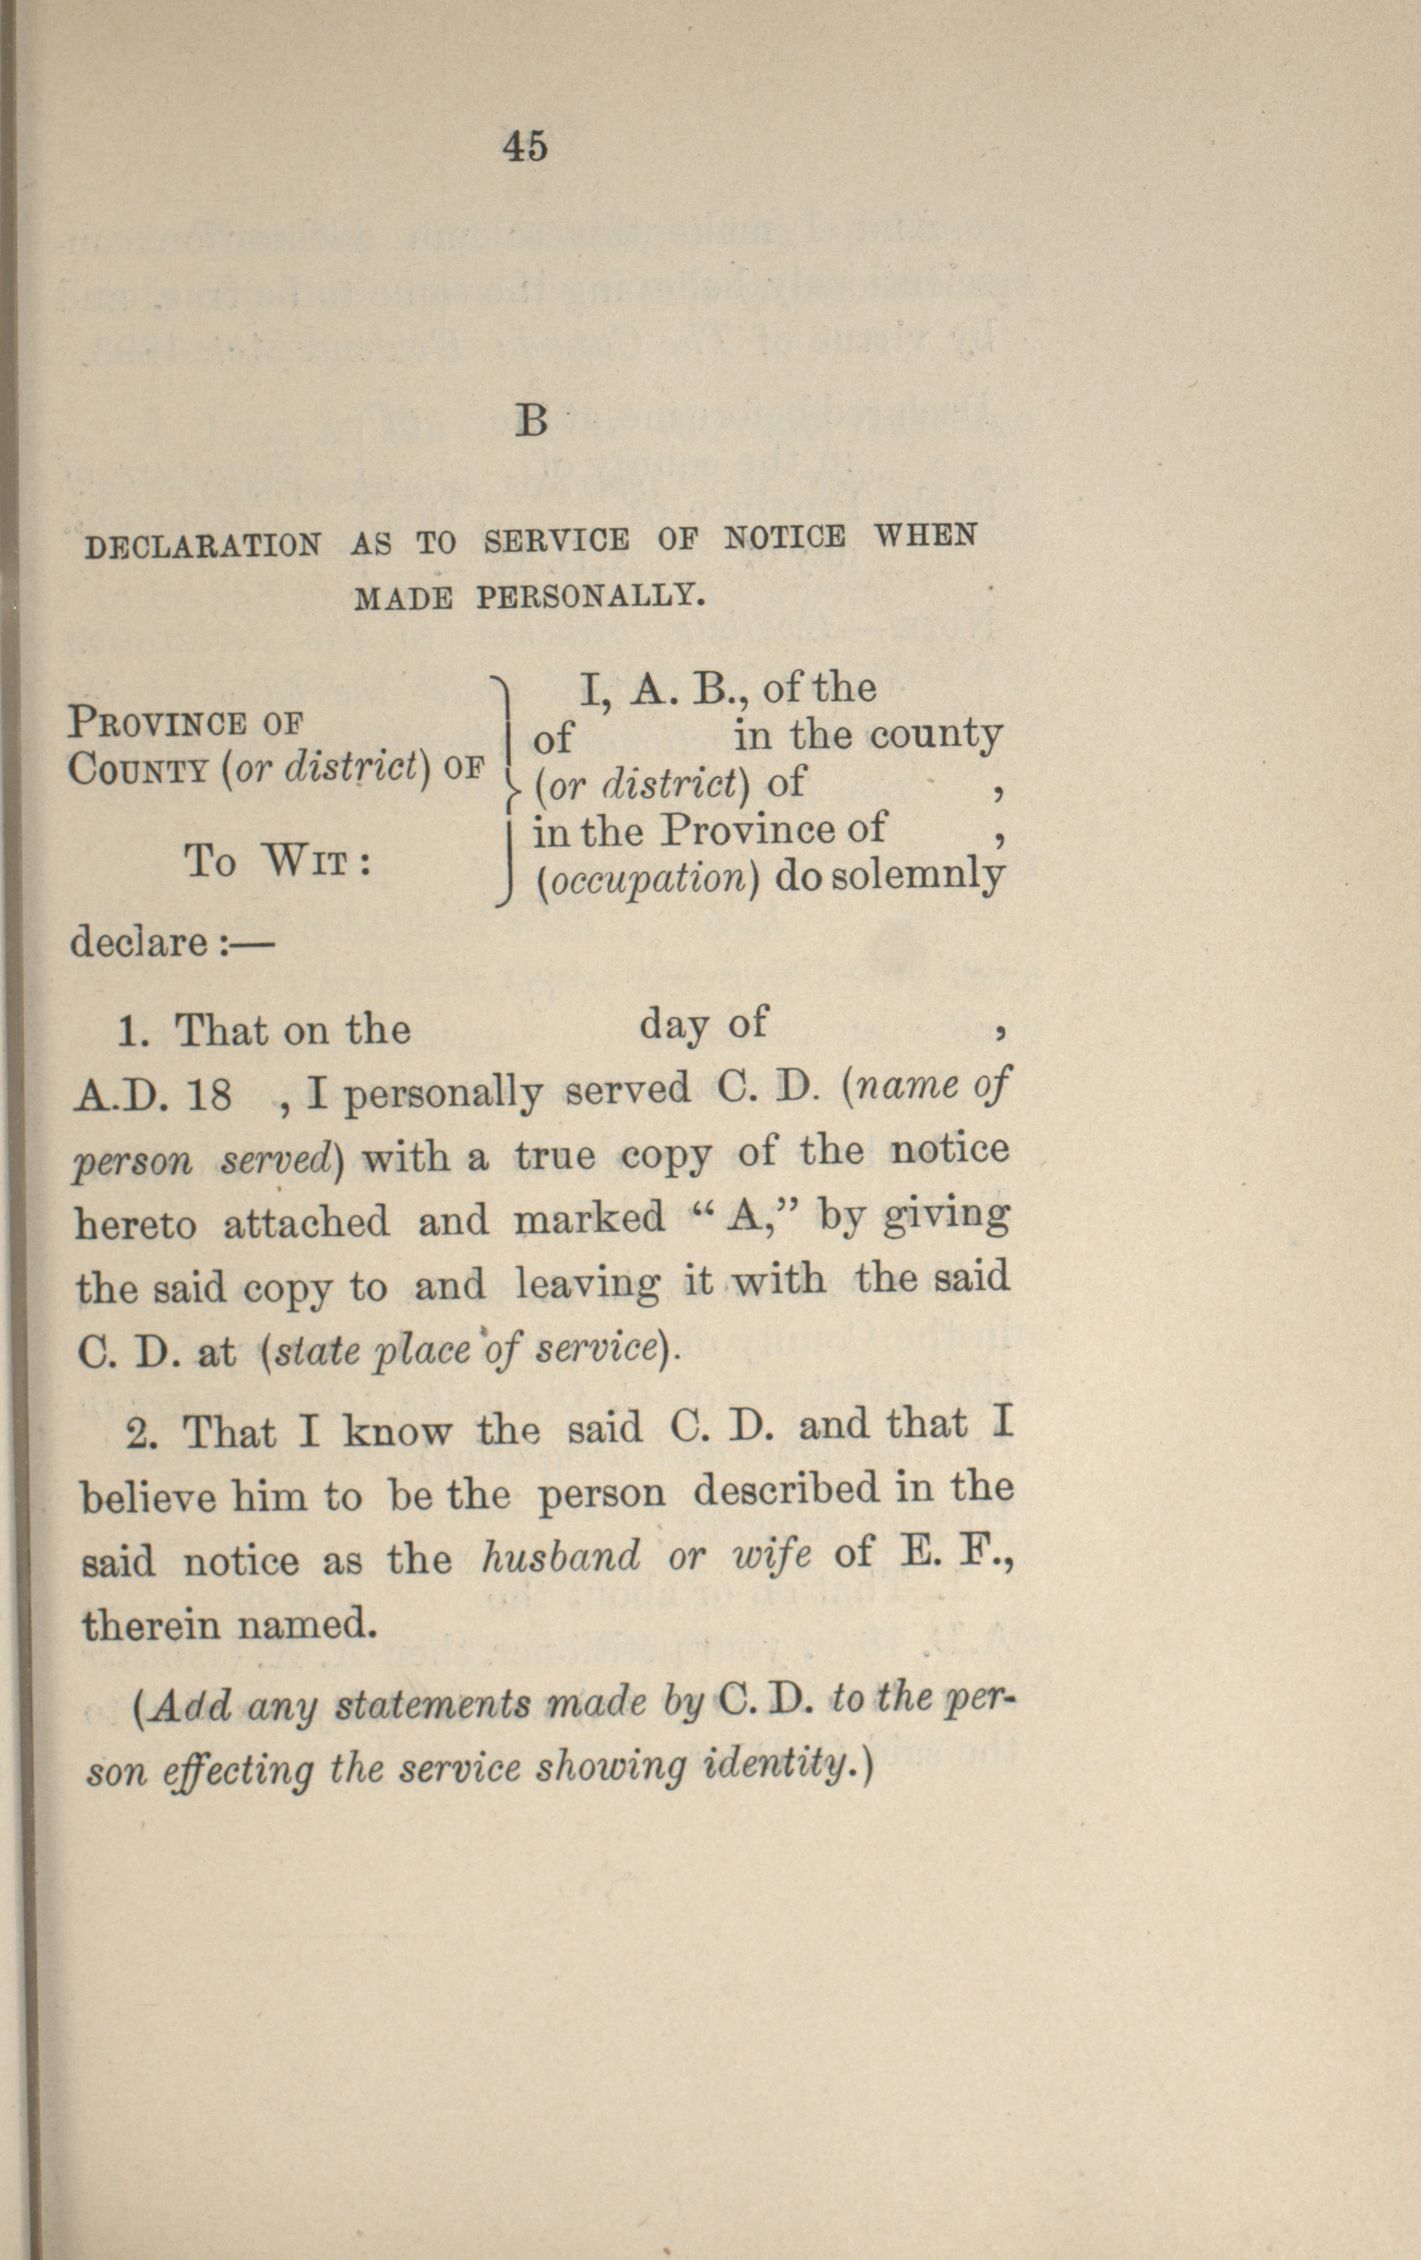 45
B
DECLARATION AS TO SERVICE OF NOTICE WHEN
MADE PERSONALLY.
PROVINCE OF
COUNTY (or district) OF
TO WIT:
I, A. B., of the
of in the county
(or district) of ,
in the Province of ,
(occupation) do solemnly
declare:—
1. That on the day of ,
A.D. 18 , I personally served C. D. (name of
person served) with a true copy of the notice
hereto attached and marked "A," by giving
the said copy to and leaving it with the said
C. D. at (state place of service).
2. That I know the said C. D. and that I
believe him to be the person described in the
said notice as the husband or wife of E. F.,
therein named.
(Add any statements made by C. D. to the per-
son effecting the service showing identity.)